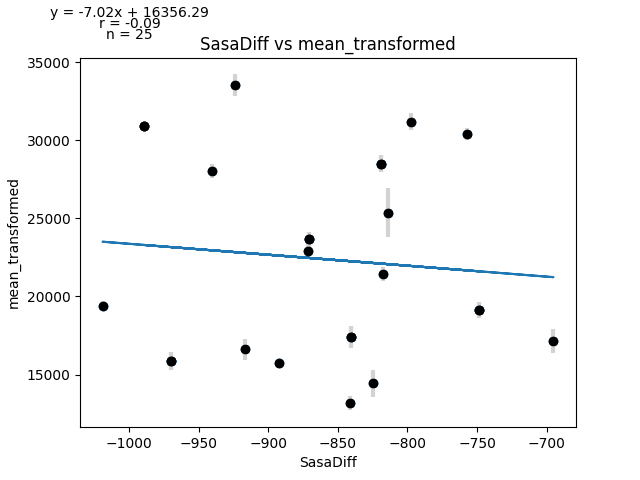 y = -7.02x + 16356.29
r = -0.09
n = 25
SasaDiff vs mean_transformed
35000
30000
25000
20000
15000
mean_transformed
−1000
−950
−900
−850
−800
−750
−700
SasaDiff